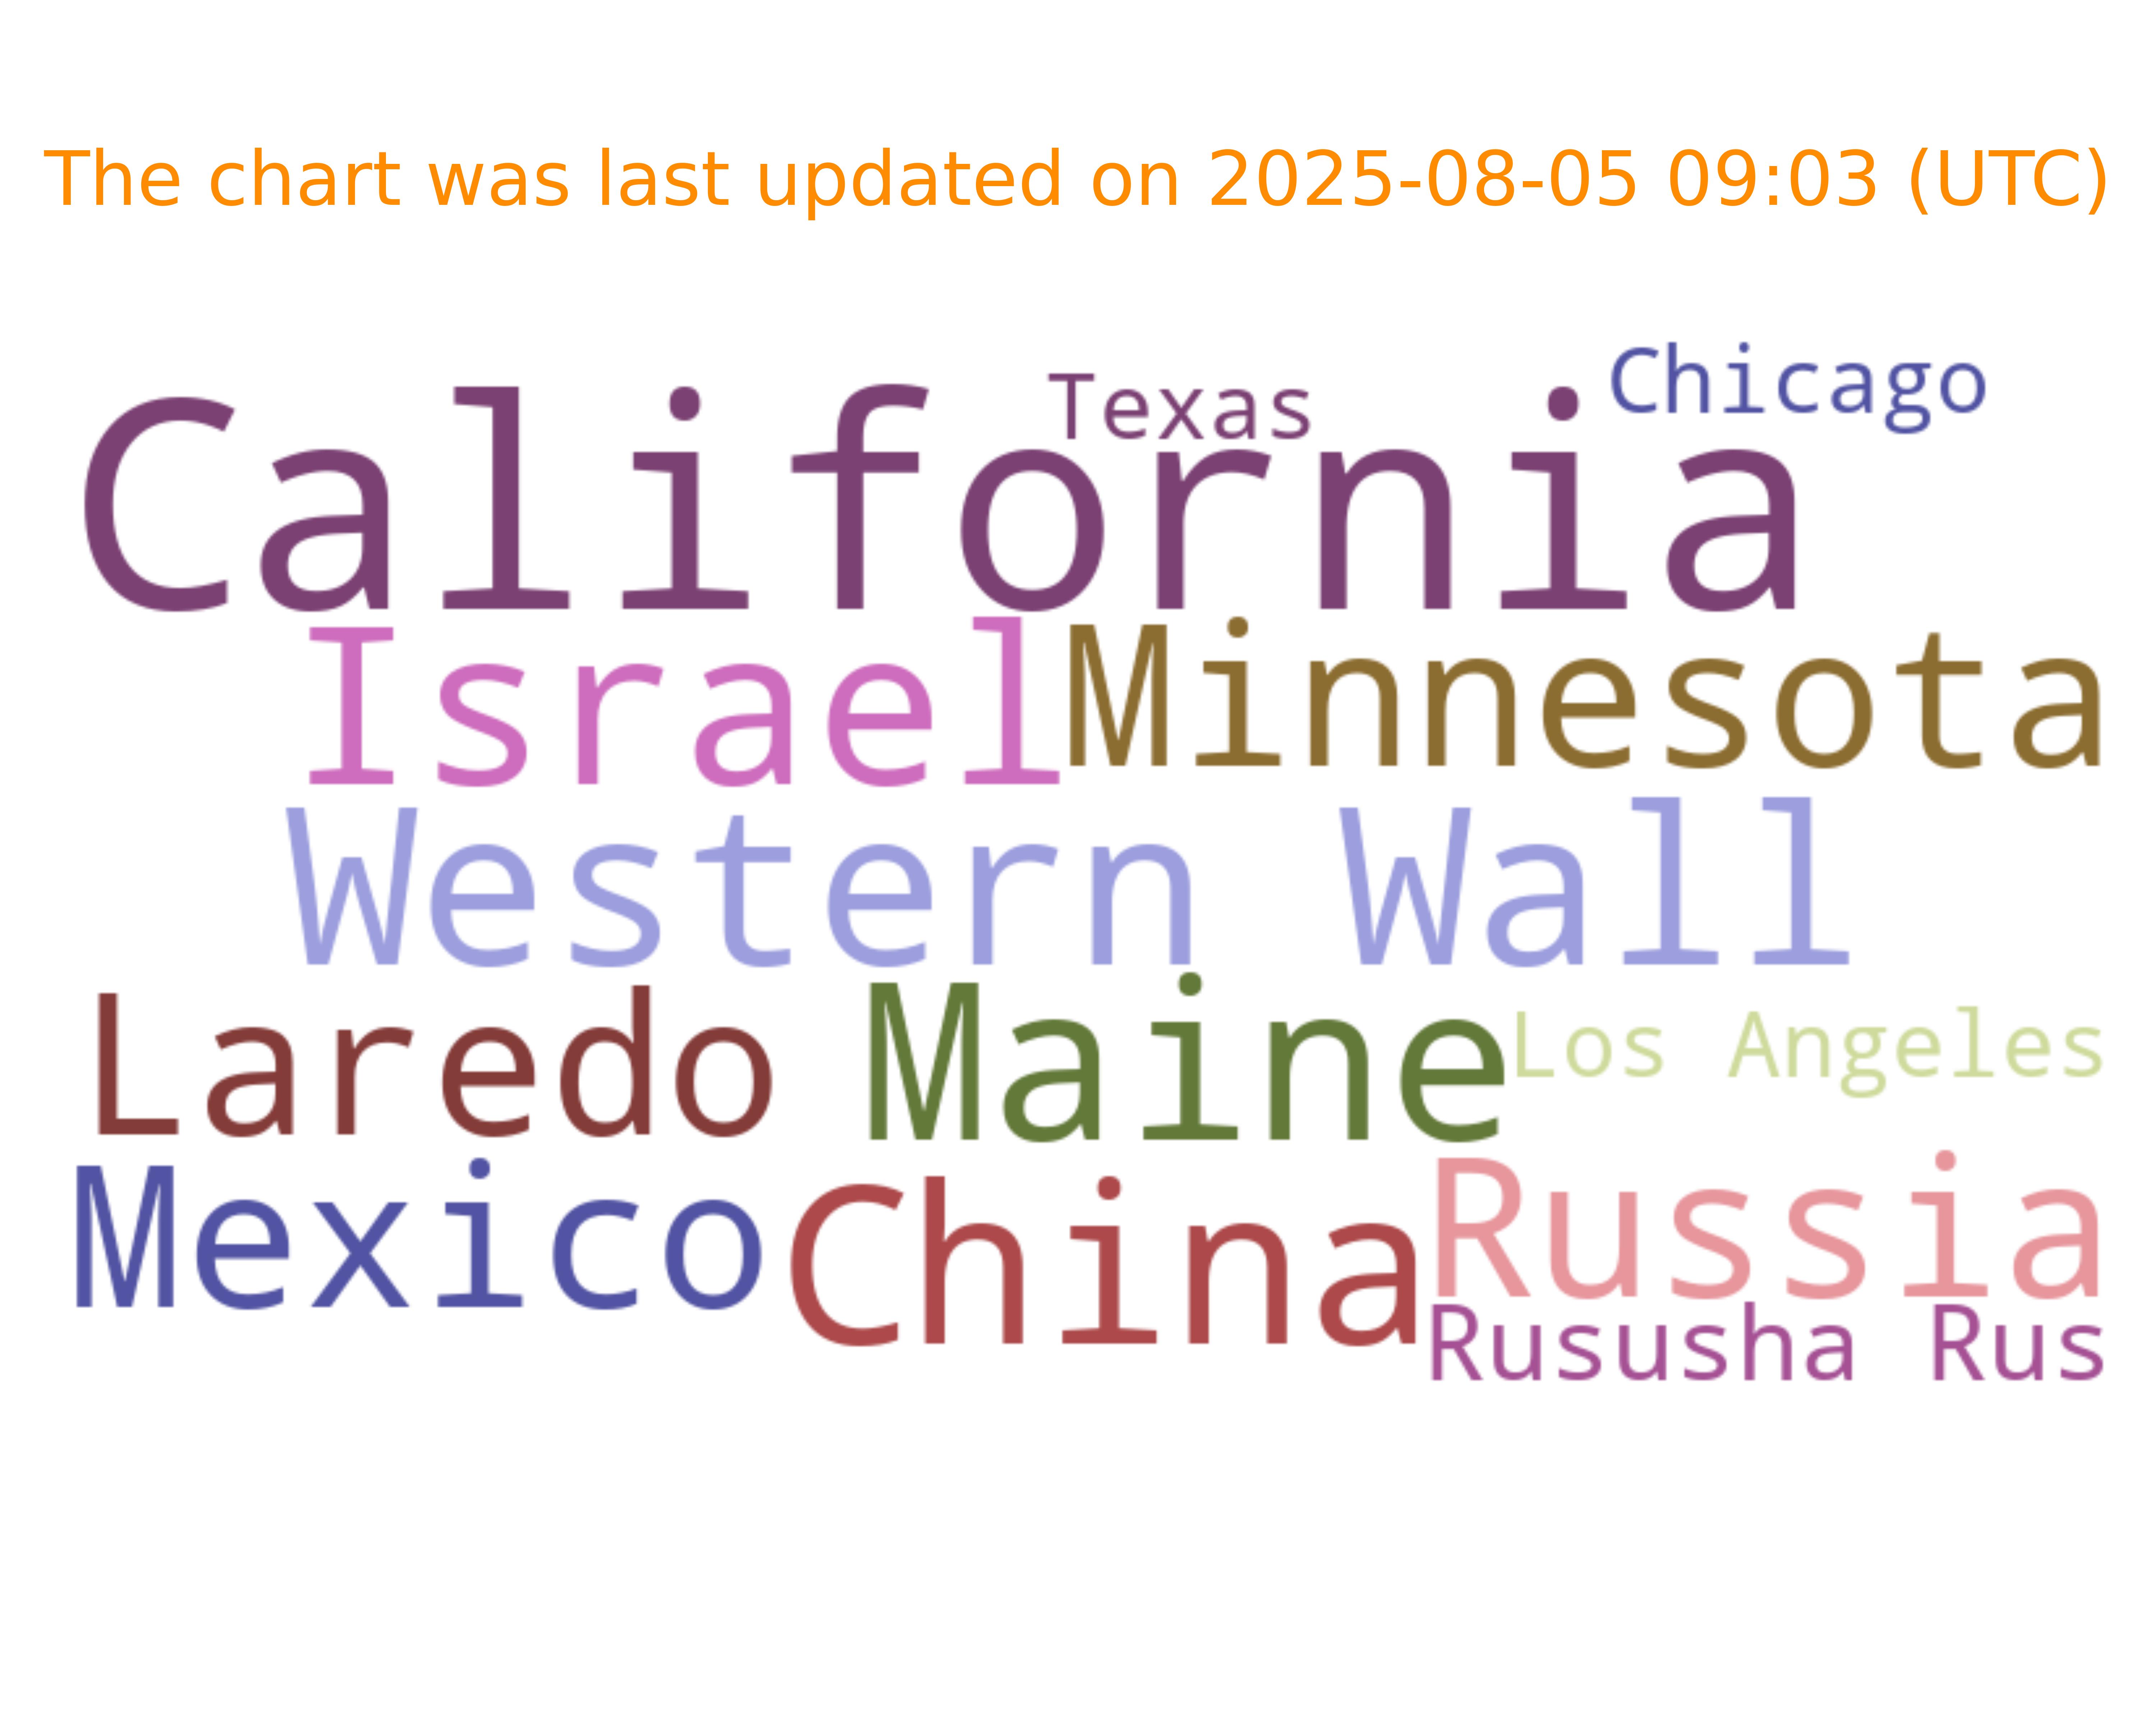 The chart was last updated on 2025-08-05 09:03 (UTC)
Texas Chicago
California
Israel Minnesota
Western Wall
Laredo Maine Los Angeles
Mexico China Russia
Rususha Rus